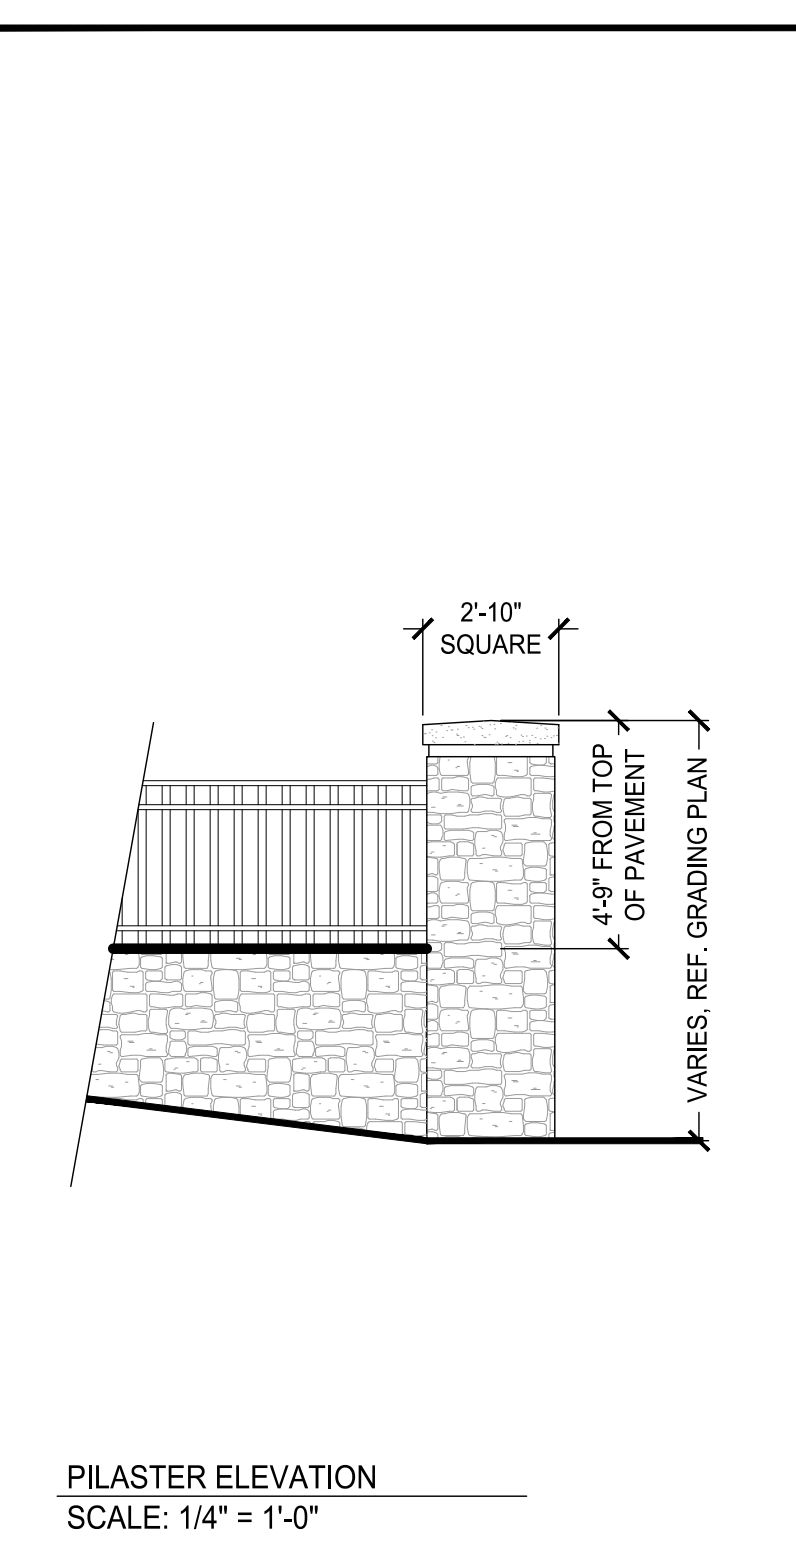 2'-10"
SQUARE
4'-9" FROM TOP
OF PAVEMENT
VARIES, REF. GRADING PLAN
PILASTER ELEVATION
SCALE: 1/4" = 1'-0"